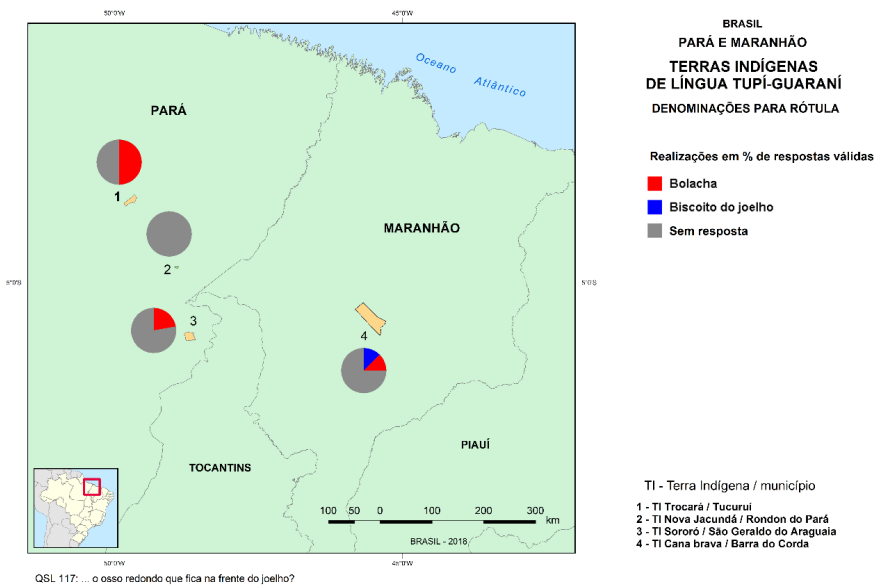 50°0'W
45°0'W
BRASIL
PARÁ E MARANHÃO
TERRAS INDÍGENAS
DE LÍNGUA TUPÍ-GUARANÍ
DENOMINAÇÕES PARA RÓTULA
Realizações em % de respostas válidas
Bolacha
Biscoito do joelho
Sem resposta
Oceano Atlântico
PARÁ
1
2
MARANHÃO
5°0'S
5°0'S
3
4
PIAUÍ
TOCANTINS
100 50 0 100 200 300
km
BRASIL - 2018
TI - Terra Indígena / município
1 - TI Trocará / Tucuruí
2 - TI Nova Jacundá / Rondon do Pará
3 - TI Sororó / São Geraldo do Araguaia
4 - TI Cana brava / Barra do Corda
50°0'W
45°0'W
QSL 117: ... o osso redondo que fica na frente do joelho?